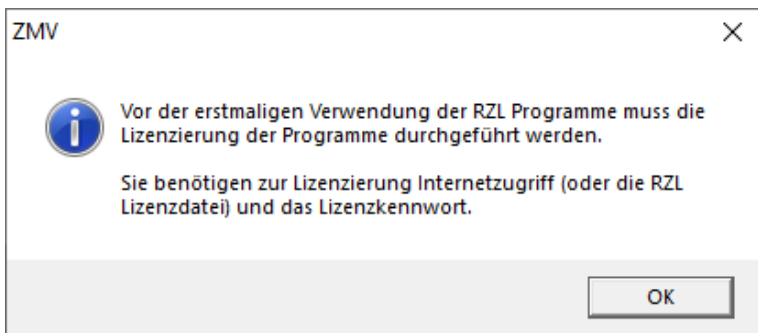 ZMV
Vor der erstmaligen Verwendung der RZL Programme muss die
Lizenzierung der Programme durchgeführt werden.
Sie benötigen zur Lizenzierung Internetzugriff (oder die RZL
Lizenzdatei) und das Lizenzkennwort.
OK